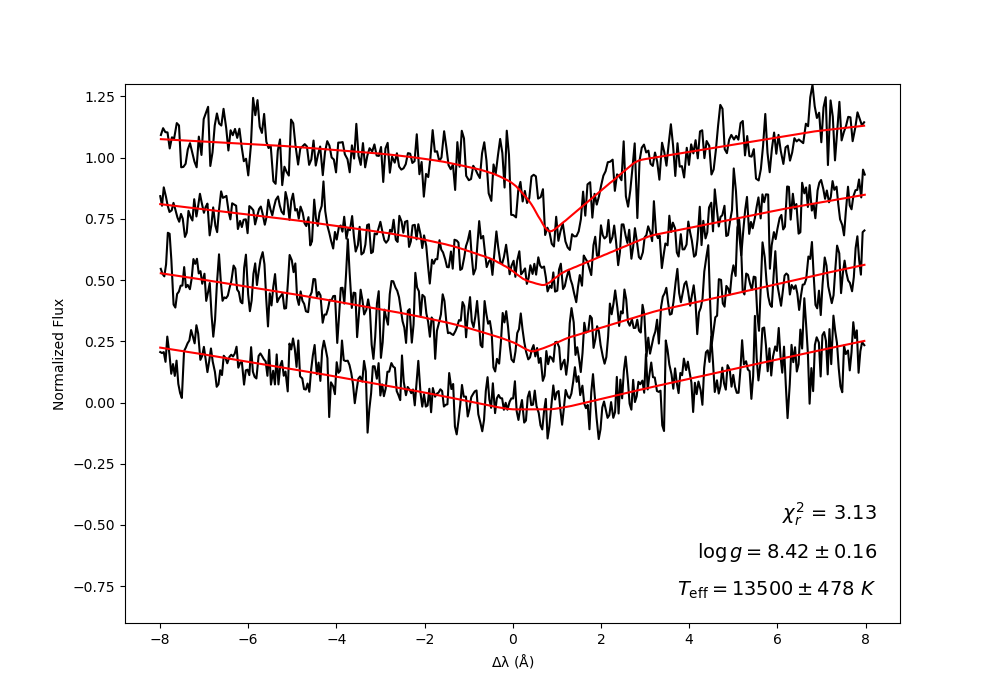 1.25
1.00
0.75
0.50
0.25
0.00
−0.25
−0.50
−0.75
Normalized Flux
χ²ᵣ = 3.13
log g = 8.42 ± 0.16
T_eff = 13500 ± 478 K
−8 −6 −4 −2 0 2 4 6 8
Δλ (Å)